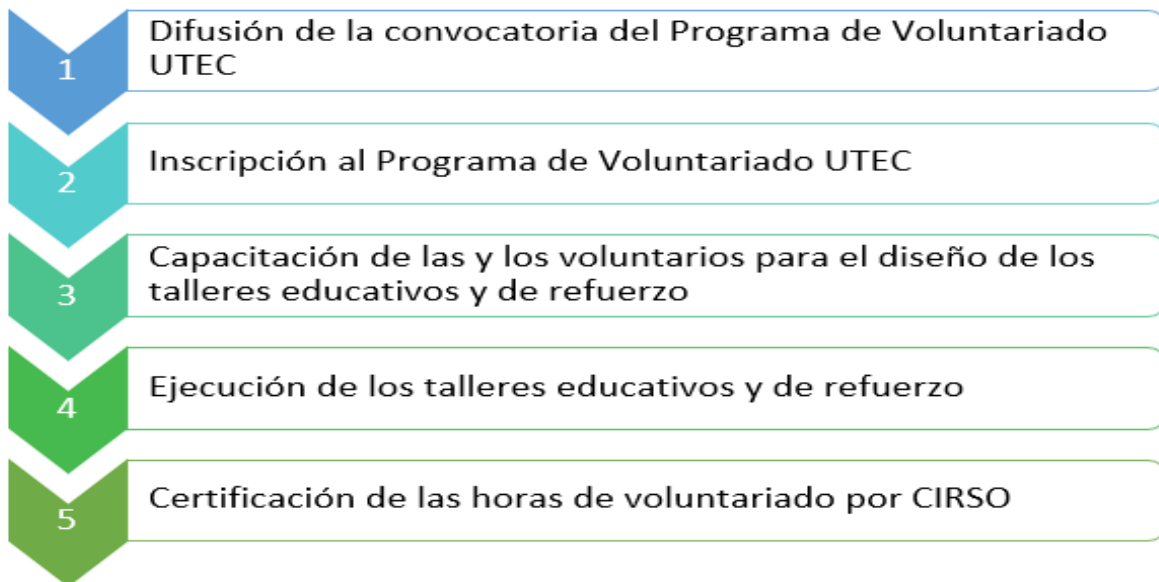 1
Difusión de la convocatoria del Programa de Voluntariado
UTEC
2
Inscripción al Programa de Voluntariado UTEC
3
Capacitación de las y los voluntarios para el diseño de los
talleres educativos y de refuerzo
4
Ejecución de los talleres educativos y de refuerzo
5
Certificación de las horas de voluntariado por CIRSO